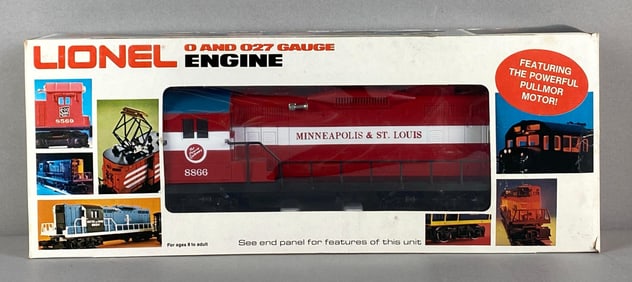 LIONEL
O AND O27 GAUGE
ENGINE
FEATURING
THE POWERFUL
PULLMOR
MOTOR!
8569
MINNEAPOLIS & ST. LOUIS
8866
For ages 8 to adult
See end panel for features of this unit